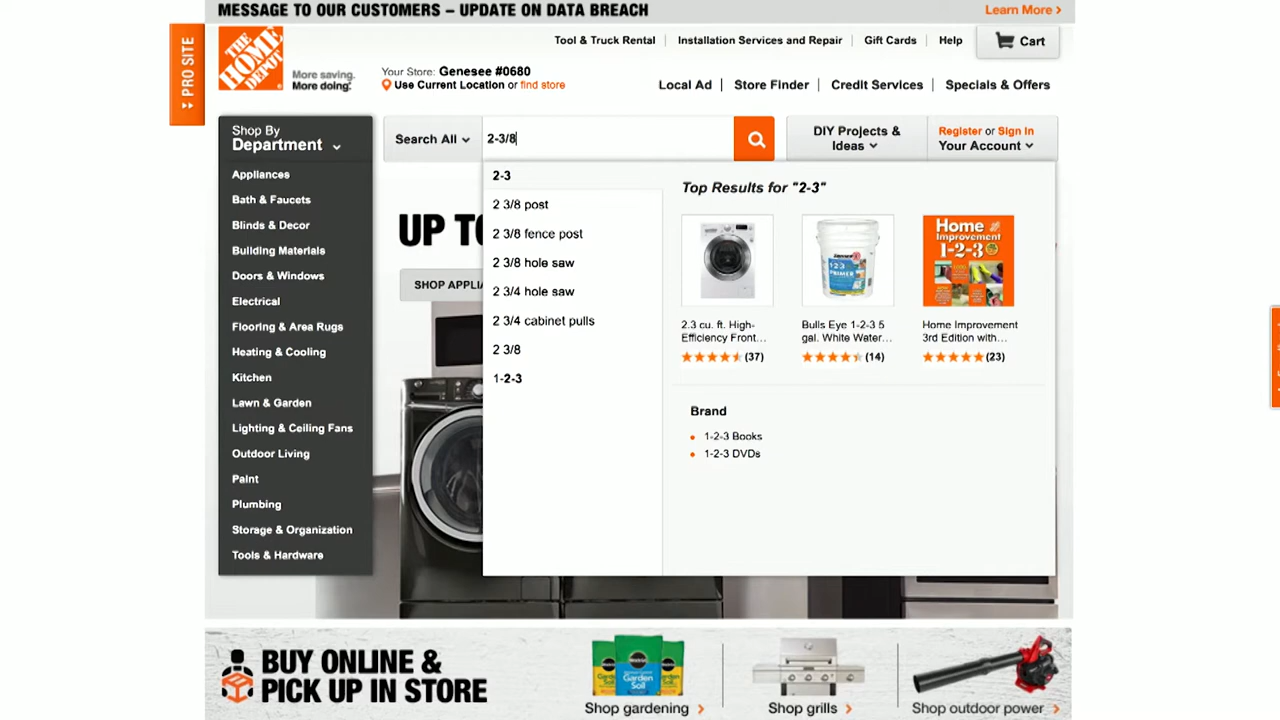 MESSAGE TO OUR CUSTOMERS – UPDATE ON DATA BREACH
Learn More >
PRO SITE
THE HOME DEPOT
More saving.
More doing.
Your Store: Genesee #0680
Use Current Location or find store
Tool & Truck Rental
Installation Services and Repair
Gift Cards
Help
Cart
Local Ad
Store Finder
Credit Services
Specials & Offers
Shop By
Department
Search All
2-3/8
DIY Projects &
Ideas
Register or Sign In
Your Account
Appliances
Bath & Faucets
Blinds & Decor
Building Materials
Doors & Windows
Electrical
Flooring & Area Rugs
Heating & Cooling
Kitchen
Lawn & Garden
Lighting & Ceiling Fans
Outdoor Living
Paint
Plumbing
Storage & Organization
Tools & Hardware
UP TO
SHOP APPLIA
2-3
2 3/8 post
2 3/8 fence post
2 3/8 hole saw
2 3/4 hole saw
2 3/4 cabinet pulls
2 3/8
1-2-3
Top Results for "2-3"
1-2-3
PRIMER
Home
Improvement
1-2-3
2.3 cu. ft. High-
Efficiency Front...
(37)
Bulls Eye 1-2-3 5
gal. White Water...
(14)
Home Improvement
3rd Edition with...
(23)
Brand
1-2-3 Books
1-2-3 DVDs
BUY ONLINE &
PICK UP IN STORE
Garden
Soil
Shop gardening >
Shop grills >
Shop outdoor power >